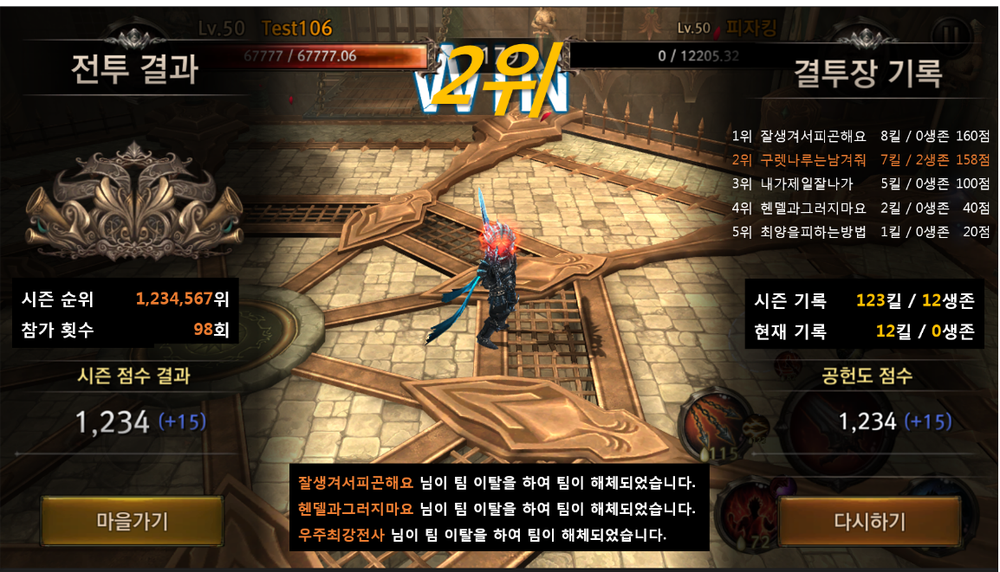 Lv.50 Test106
67777 / 67777.06
Lv.50 피자킹
0 / 12205.32
WIN
2위
전투 결과
결투장 기록
1위 잘생겨서피곤해요 8킬 / 0생존 160점
2위 구렛나루는남겨줘 7킬 / 2생존 158점
3위 내가제일잘나가 5킬 / 0생존 100점
4위 헨델과그러지마요 2킬 / 0생존 40점
5위 최양을피하는방법 1킬 / 0생존 20점
시즌 순위 1,234,567위
참가 횟수 98회
시즌 기록 123킬 / 12생존
현재 기록 12킬 / 0생존
시즌 점수 결과
1,234 (+15)
공헌도 점수
1,234 (+15)
115
잘생겨서피곤해요 님이 팀 이탈을 하여 팀이 해체되었습니다.
헨델과그러지마요 님이 팀 이탈을 하여 팀이 해체되었습니다.
우주최강전사 님이 팀 이탈을 하여 팀이 해체되었습니다.
마을가기
다시하기
72